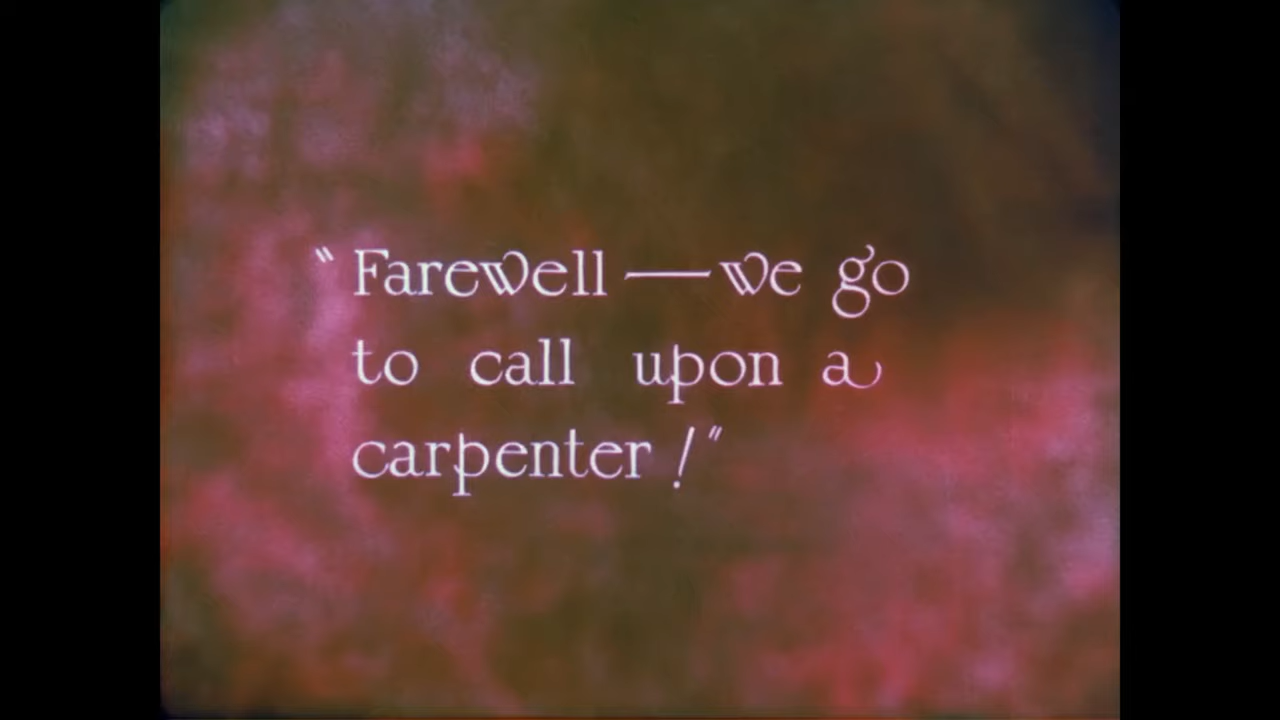 "Farewell — we go
to call upon a
carpenter!"